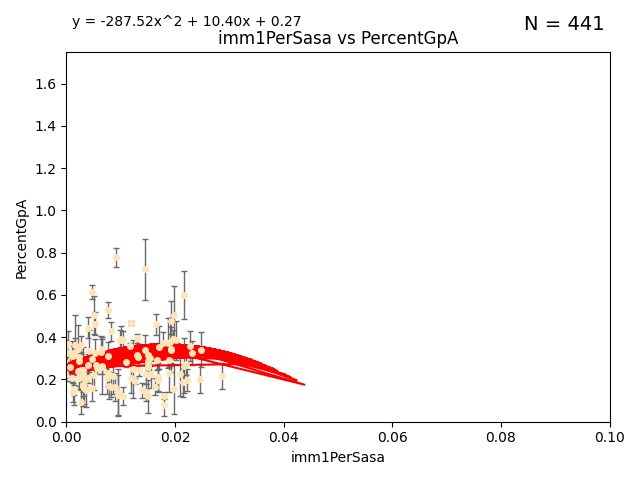 y = -287.52x^2 + 10.40x + 0.27
N = 441
imm1PerSasa vs PercentGpA
1.6
1.4
1.2
1.0
0.8
0.6
0.4
0.2
0.0
PercentGpA
0.00 0.02 0.04 0.06 0.08 0.10
imm1PerSasa